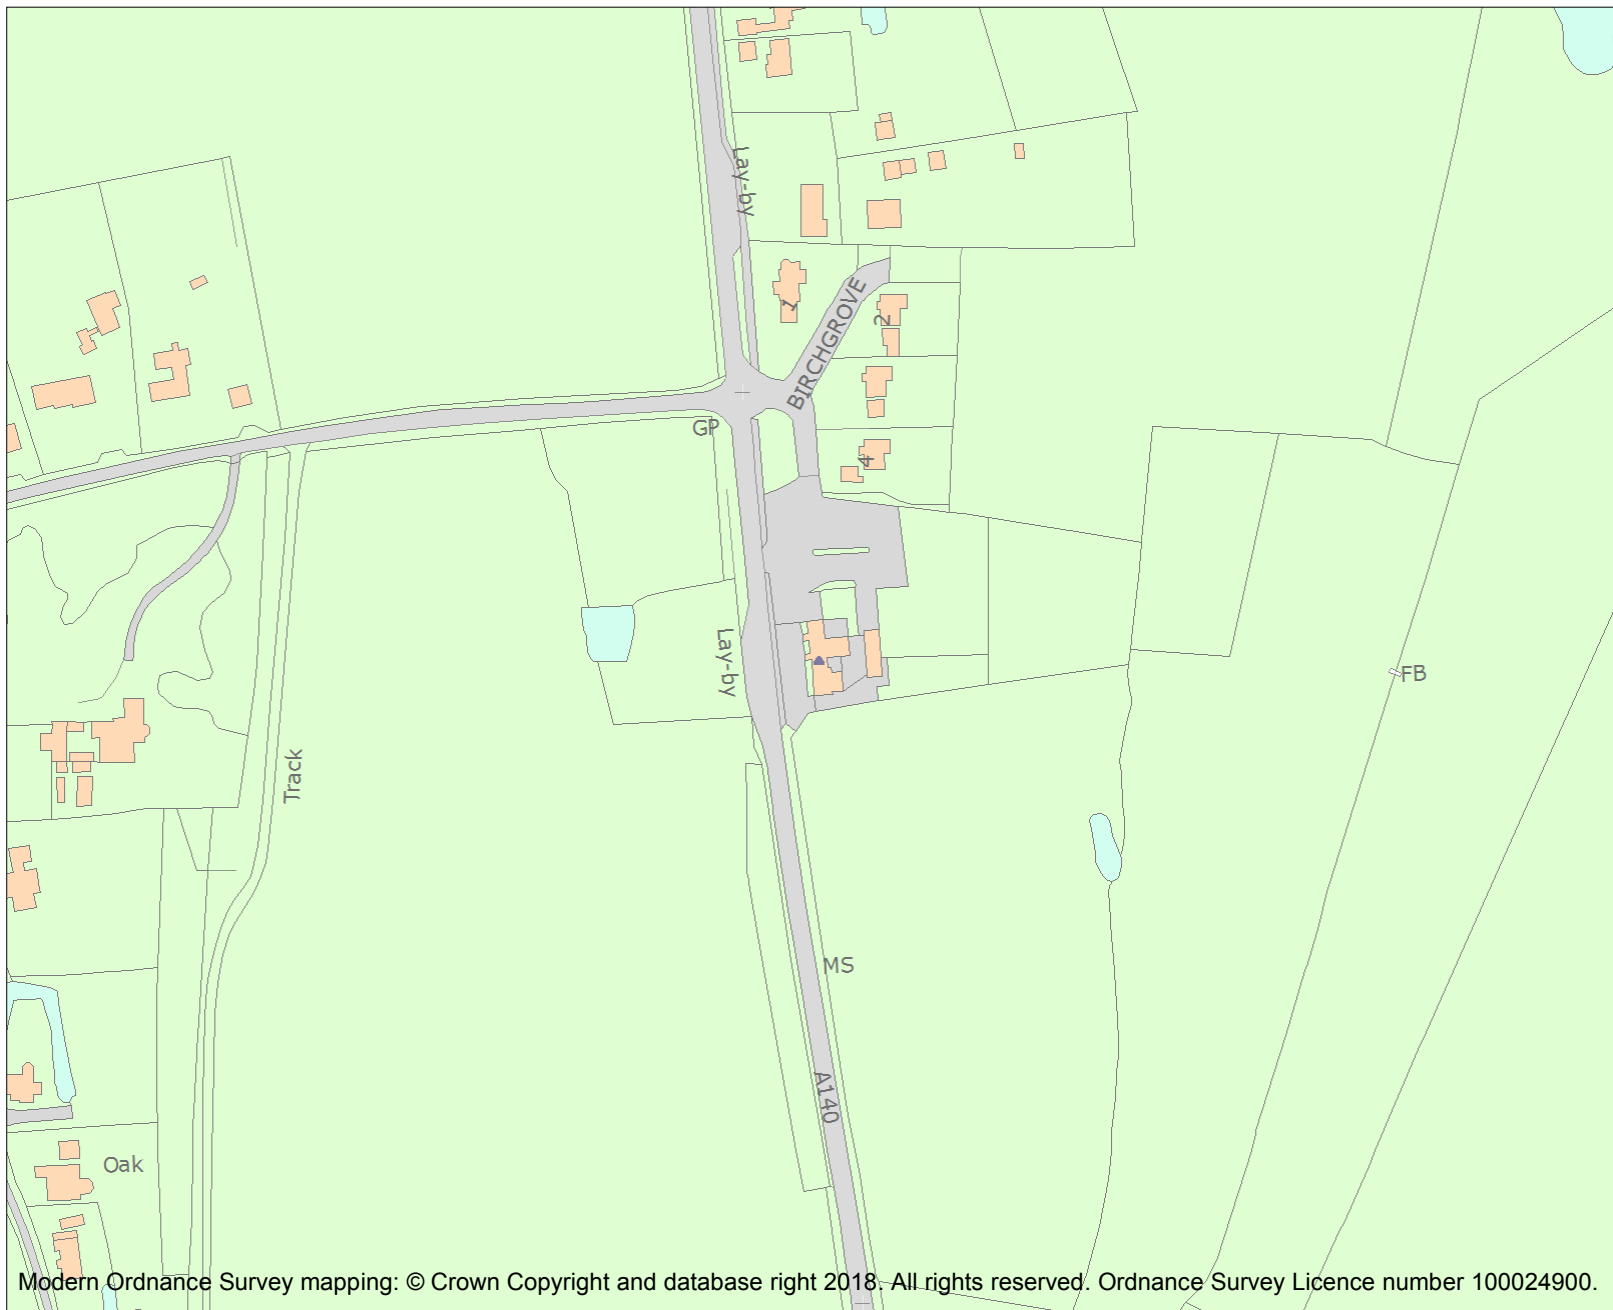 Lay-by
1
BIRCHGROVE
2
GP
4
Lay-by
FB
Track
MS
A140
Oak
Modern Ordnance Survey mapping: © Crown Copyright and database right 2018. All rights reserved. Ordnance Survey Licence number 100024900.